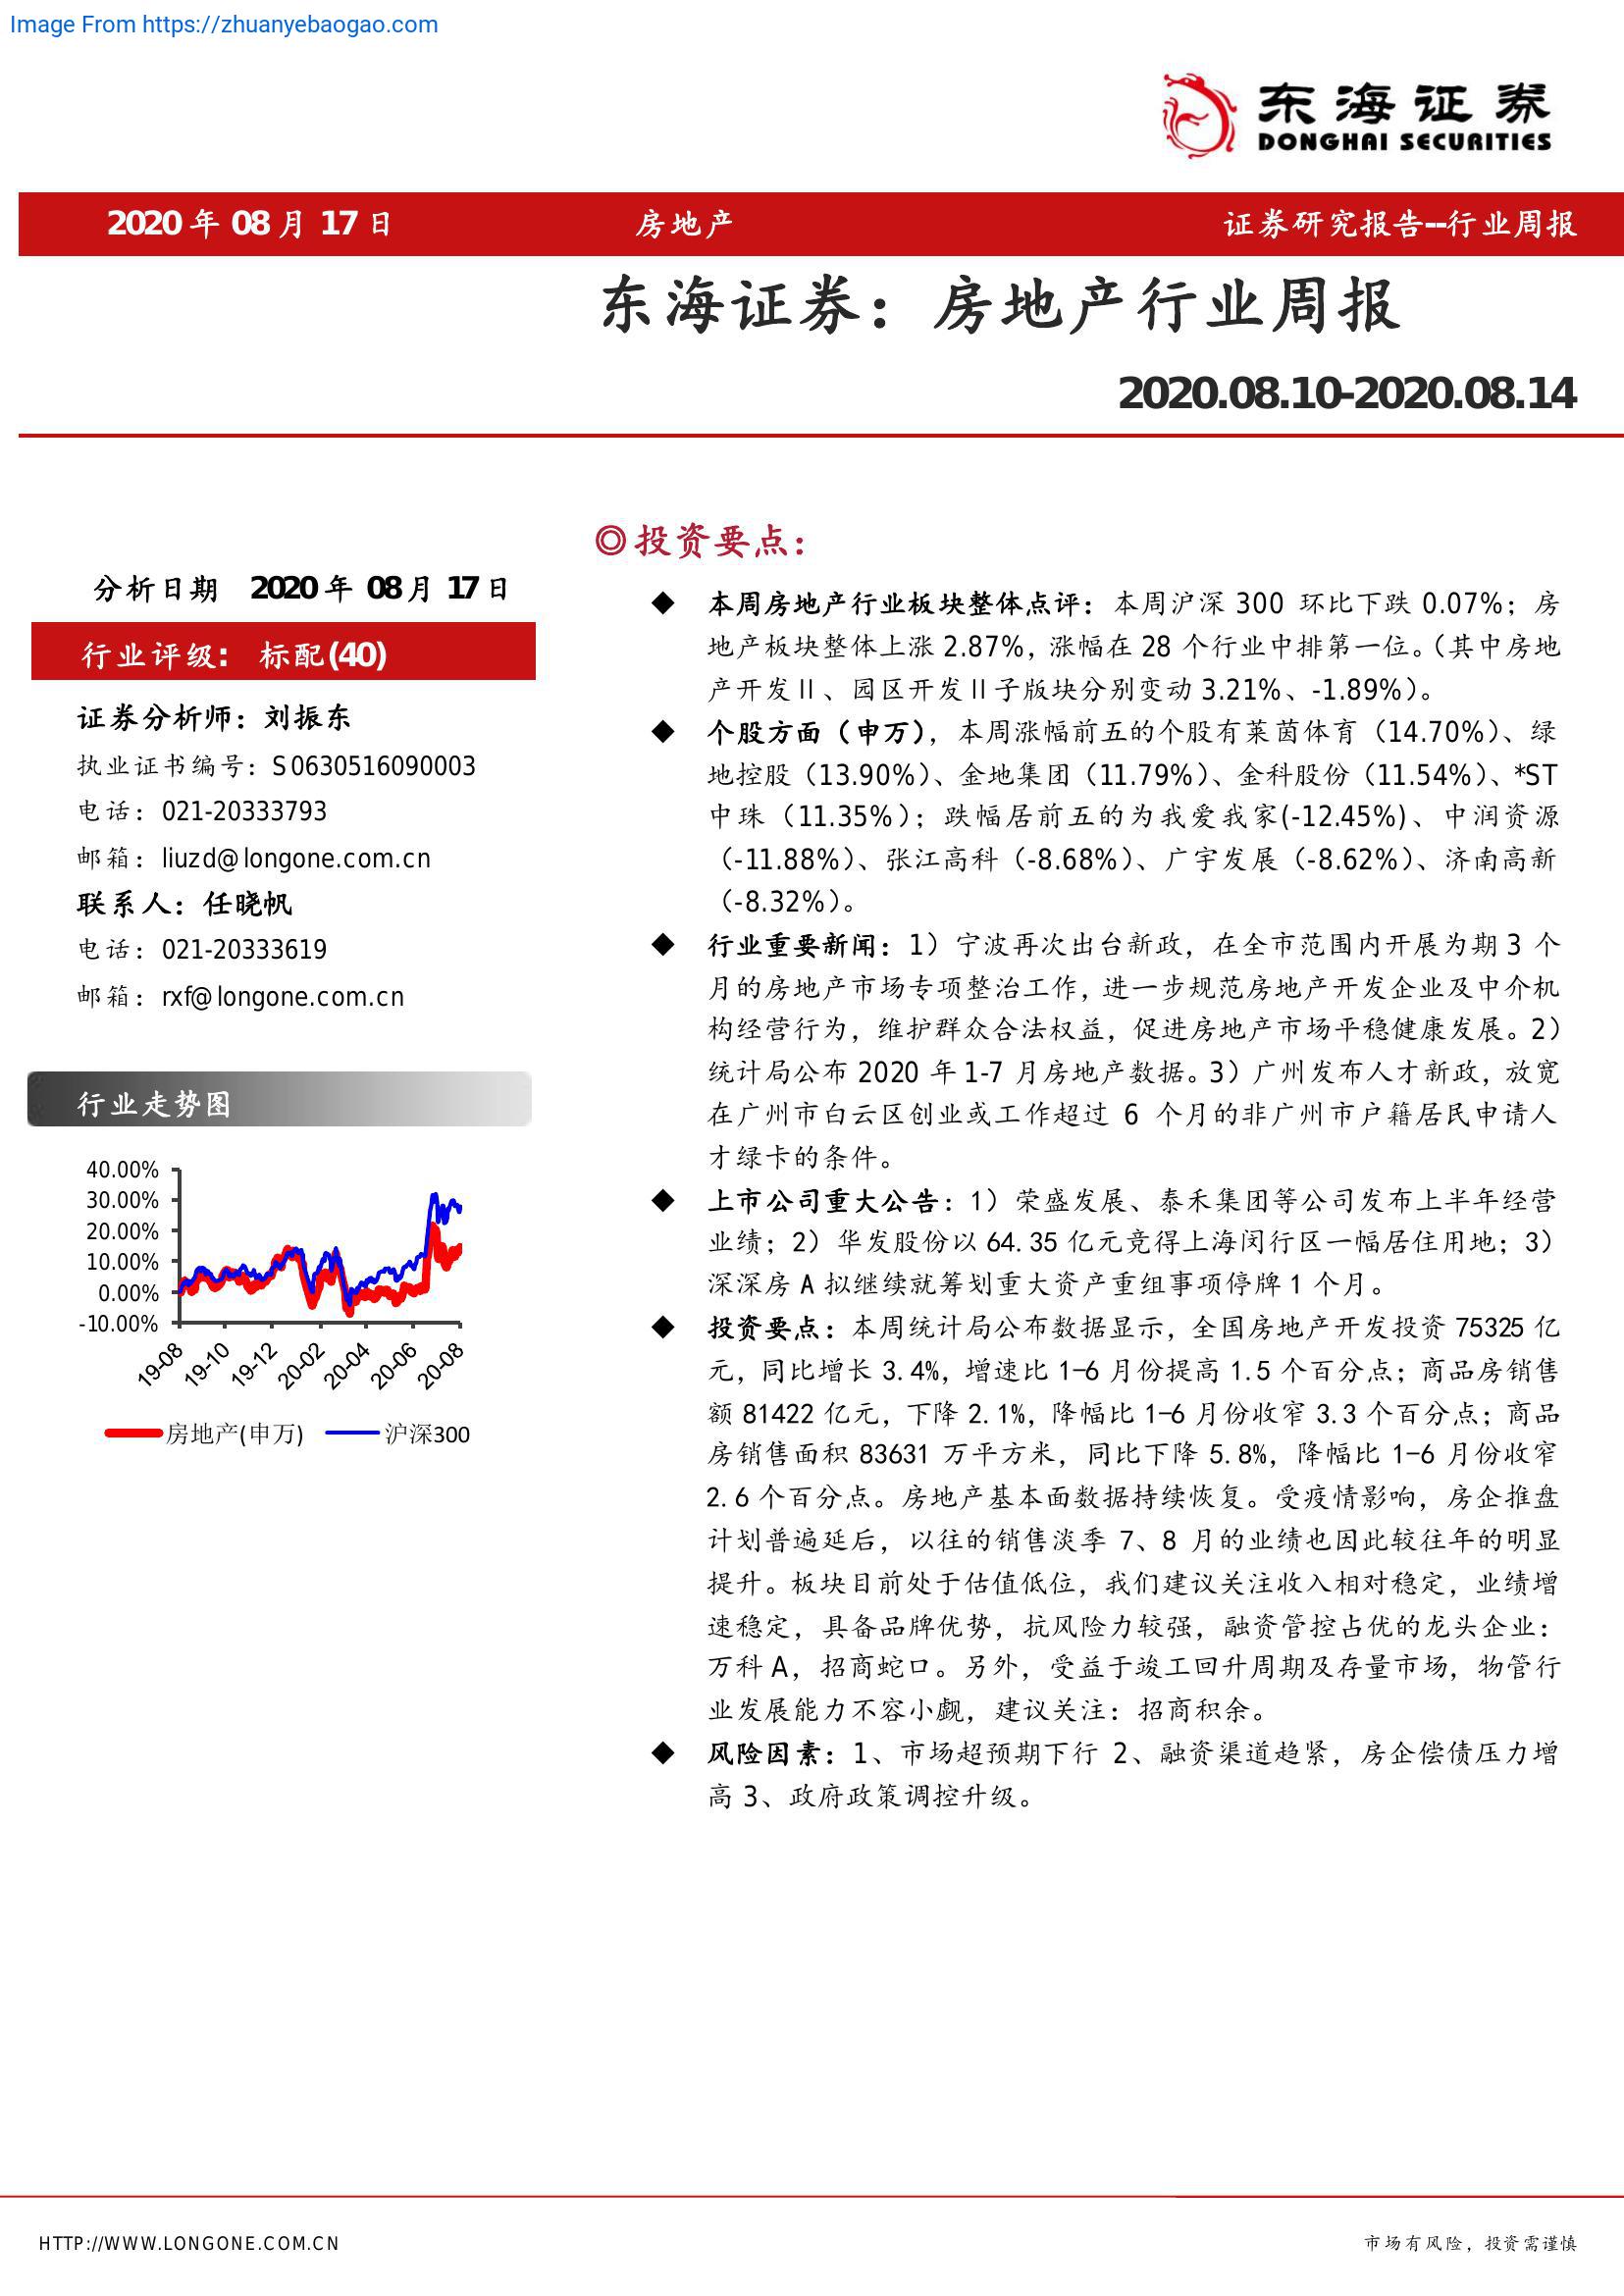 Image From https://zhuanyebaogao.com
东海证券
DONGHAI SECURITIES
2020 年 08 月 17 日 房地产 证券研究报告--行业周报
东海证券：房地产行业周报
2020.08.10-2020.08.14
分析日期 2020 年 08 月 17 日
行业评级： 标配(40)
证券分析师：刘振东
执业证书编号：S0630516090003
电话：021-20333793
邮箱：liuzd@longone.com.cn
联系人：任晓帆
电话：021-20333619
邮箱：rxf@longone.com.cn
行业走势图
40.00%
30.00%
20.00%
10.00%
0.00%
-10.00%
19-08 19-10 19-12 20-02 20-04 20-06 20-08
房地产(申万) 沪深300
◎投资要点：
◆ 本周房地产行业板块整体点评：本周沪深 300 环比下跌 0.07%；房
地产板块整体上涨 2.87%，涨幅在 28 个行业中排第一位。（其中房地
产开发Ⅱ、园区开发Ⅱ子版块分别变动 3.21%、-1.89%）。
◆ 个股方面（申万），本周涨幅前五的个股有莱茵体育（14.70%）、绿
地控股（13.90%）、金地集团（11.79%）、金科股份（11.54%）、*ST
中珠（11.35%）；跌幅居前五的为我爱我家(-12.45%)、中润资源
（-11.88%）、张江高科（-8.68%）、广宇发展（-8.62%）、济南高新
（-8.32%）。
◆ 行业重要新闻：1）宁波再次出台新政，在全市范围内开展为期 3 个
月的房地产市场专项整治工作，进一步规范房地产开发企业及中介机
构经营行为，维护群众合法权益，促进房地产市场平稳健康发展。2）
统计局公布 2020 年 1-7 月房地产数据。3）广州发布人才新政，放宽
在广州市白云区创业或工作超过 6 个月的非广州市户籍居民申请人
才绿卡的条件。
◆ 上市公司重大公告：1）荣盛发展、泰禾集团等公司发布上半年经营
业绩；2）华发股份以 64.35 亿元竞得上海闵行区一幅居住用地；3）
深深房 A 拟继续就筹划重大资产重组事项停牌 1 个月。
◆ 投资要点：本周统计局公布数据显示，全国房地产开发投资 75325 亿
元，同比增长 3.4%，增速比 1-6 月份提高 1.5 个百分点；商品房销售
额 81422 亿元，下降 2.1%，降幅比 1-6 月份收窄 3.3 个百分点；商品
房销售面积 83631 万平方米，同比下降 5.8%，降幅比 1-6 月份收窄
2.6 个百分点。房地产基本面数据持续恢复。受疫情影响，房企推盘
计划普遍延后，以往的销售淡季 7、8 月的业绩也因此较往年的明显
提升。板块目前处于估值低位，我们建议关注收入相对稳定，业绩增
速稳定，具备品牌优势，抗风险力较强，融资管控占优的龙头企业：
万科 A，招商蛇口。另外，受益于竣工回升周期及存量市场，物管行
业发展能力不容小觑，建议关注：招商积余。
◆ 风险因素：1、市场超预期下行 2、融资渠道趋紧，房企偿债压力增
高 3、政府政策调控升级。
HTTP://WWW.LONGONE.COM.CN 市场有风险，投资需谨慎